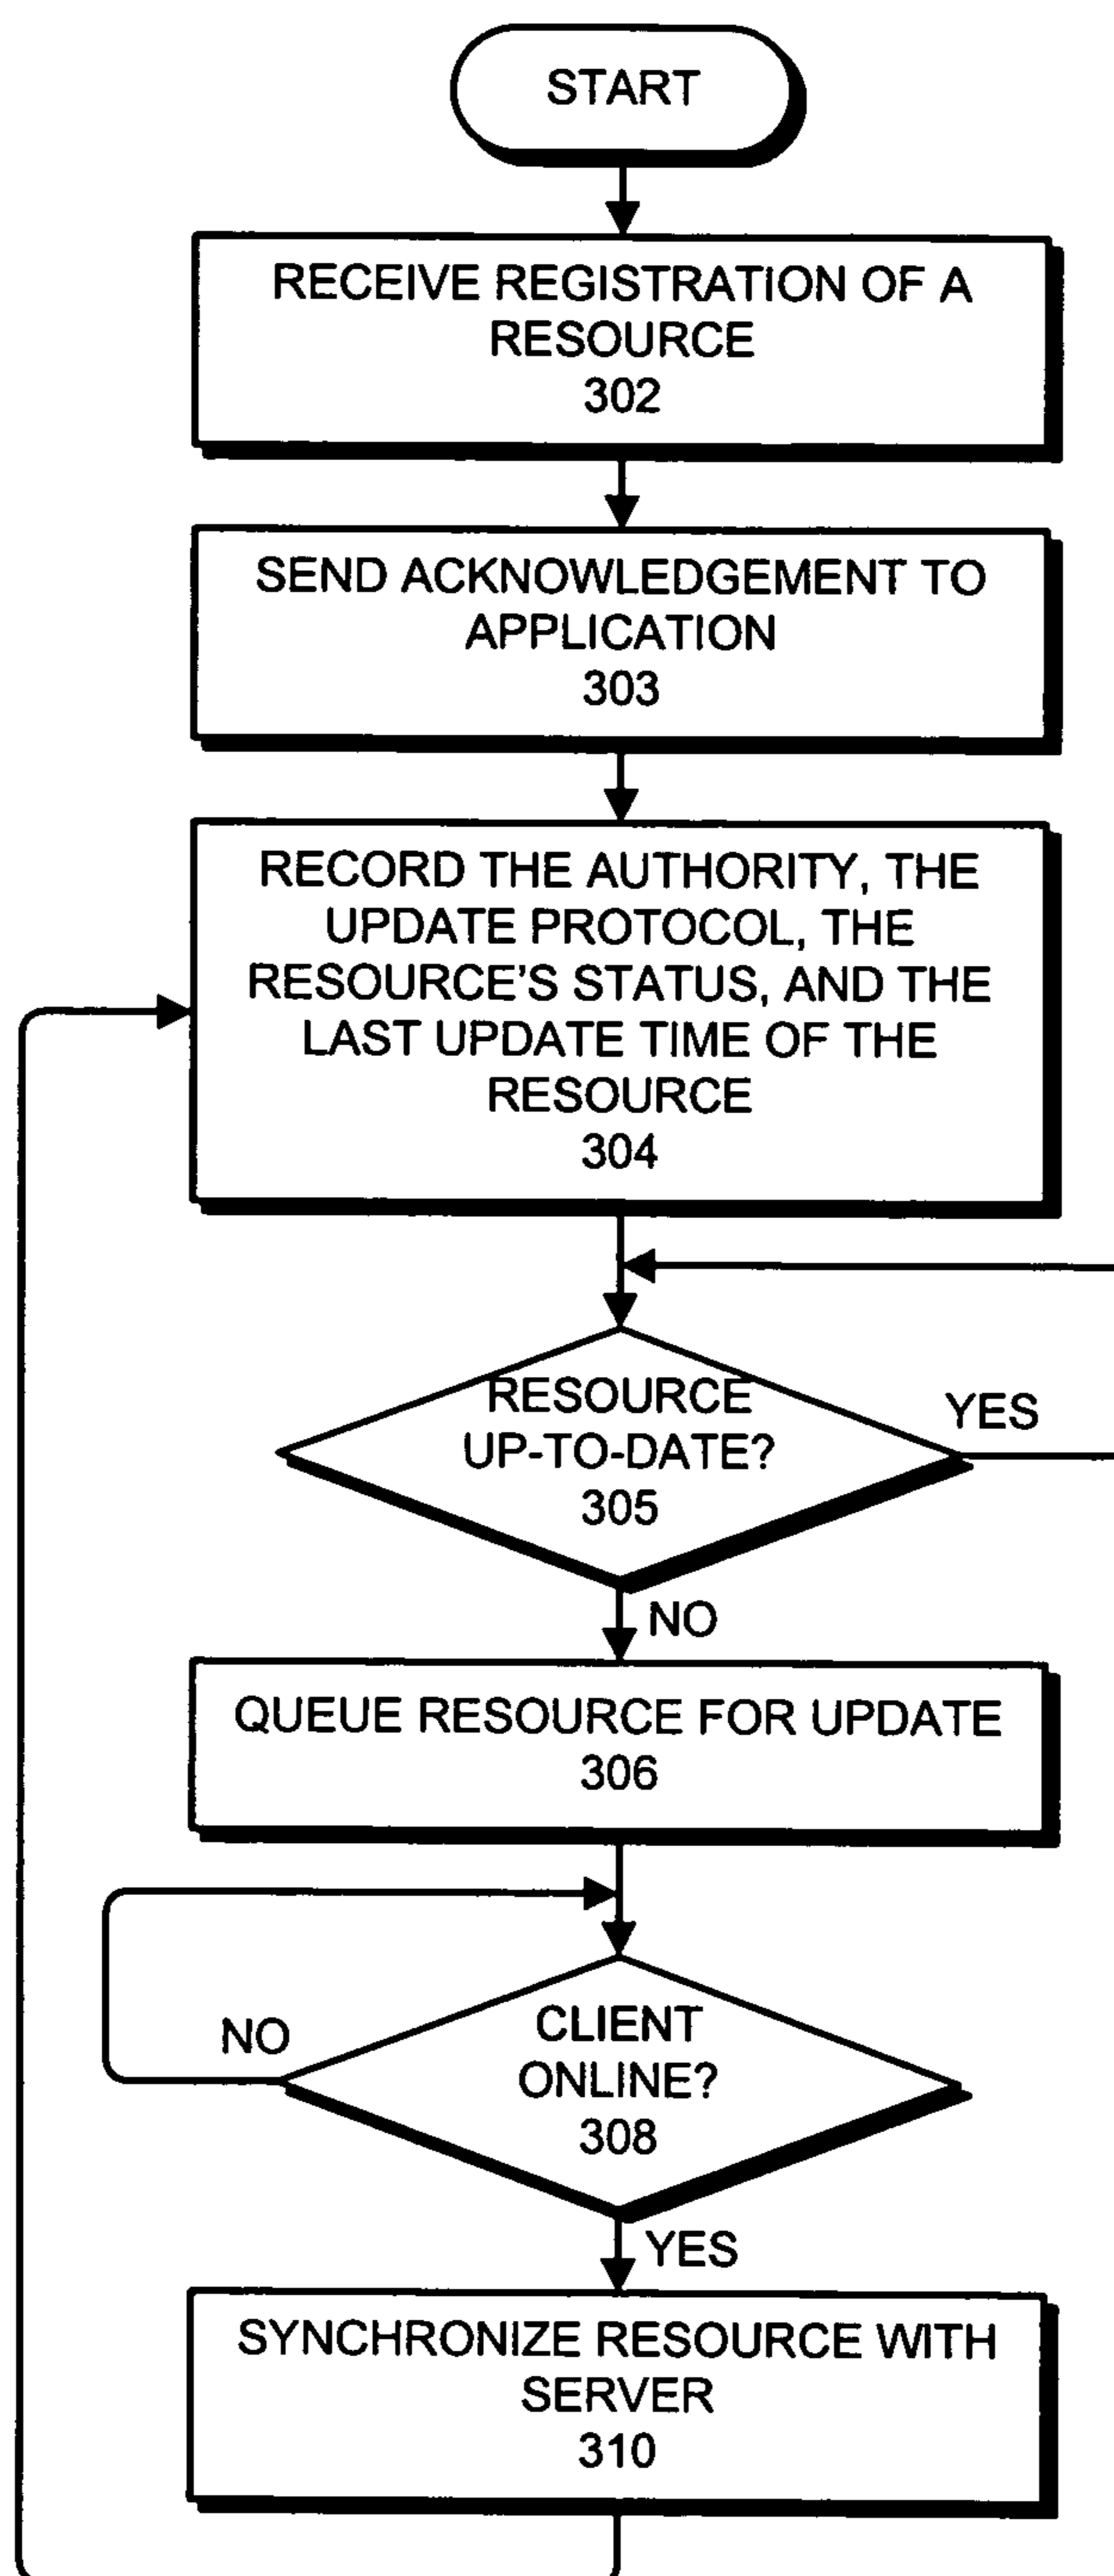 START
RECEIVE REGISTRATION OF A
RESOURCE
302
SEND ACKNOWLEDGEMENT TO
APPLICATION
303
RECORD THE AUTHORITY, THE
UPDATE PROTOCOL, THE
RESOURCE'S STATUS, AND THE
LAST UPDATE TIME OF THE
RESOURCE
304
RESOURCE
UP-TO-DATE?
305
YES
NO
QUEUE RESOURCE FOR UPDATE
306
CLIENT
ONLINE?
308
NO
YES
SYNCHRONIZE RESOURCE WITH
SERVER
310